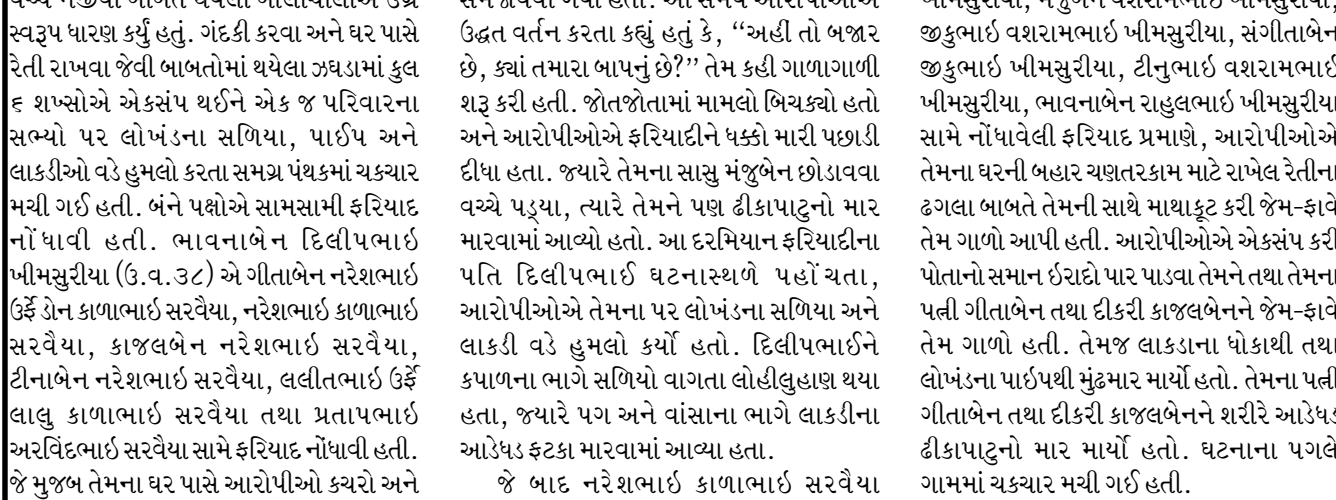 સ્વરૂપ ધારણ કર્યું હતું. ગંદકી કરવા અને ઘર પાસે
રેતી રાખવા જેવી બાબતોમાં થયેલા ઝઘડામાં કુલ
૬ શખ્સોએ એકસંપ થઈને એક જ પરિવારના
સભ્યો પર લોખંડના સળિયા, પાઈપ અને
લાકડીઓ વડે હુમલો કરતા સમગ્ર પંથકમાં ચકચાર
મચી ગઈ હતી. બંને પક્ષોએ સામસામી ફરિયાદ
નોંધાવી હતી. ભાવનાબેન દિલીપભાઇ
ખીમસુરીયા (ઉ.વ.૩૮) એ ગીતાબેન નરેશભાઇ
ઉર્ફે ડોન કાળાભાઇ સરવૈયા, નરેશભાઇ કાળાભાઇ
સરવૈયા, કાજલબેન નરેશભાઇ સરવૈયા,
ટીનાબેન નરેશભાઇ સરવૈયા, લલીતભાઇ ઉર્ફે
લાલુ કાળાભાઇ સરવૈયા તથા પ્રતાપભાઇ
અરવિંદભાઇ સરવૈયા સામે ફરિયાદ નોંધાવી હતી.
જે મુજબ તેમના ઘર પાસે આરોપીઓ કચરો અને
ઉદ્ધત વર્તન કરતા કહ્યું હતું કે, ‘‘અહીં તો બજાર
છે, ક્યાં તમારા બાપનું છે?’’ તેમ કહી ગાળાગાળી
શરૂ કરી હતી. જોતજોતામાં મામલો બિચક્યો હતો
અને આરોપીઓએ ફરિયાદીને ધક્કો મારી પછાડી
દીધા હતા. જ્યારે તેમના સાસુ મંજુબેન છોડાવવા
વચ્ચે પડ્યા, ત્યારે તેમને પણ ઢીકાપાટુનો માર
મારવામાં આવ્યો હતો. આ દરમિયાન ફરિયાદીના
પતિ દિલીપભાઈ ઘટનાસ્થળે પહોંચતા,
આરોપીઓએ તેમના પર લોખંડના સળિયા અને
લાકડી વડે હુમલો કર્યો હતો. દિલીપભાઈને
કપાળના ભાગે સળિયો વાગતા લોહીલુહાણ થયા
હતા, જ્યારે પગ અને વાંસાના ભાગે લાકડીના
આડેધડ ફટકા મારવામાં આવ્યા હતા.
જે બાદ નરેશભાઇ કાળાભાઇ સરવૈયા
જીકુભાઇ વશરામભાઇ ખીમસુરીયા, સંગીતાબેન
જીકુભાઇ ખીમસુરીયા, ટીનુભાઇ વશરામભાઇ
ખીમસુરીયા, ભાવનાબેન રાહુલભાઇ ખીમસુરીયા
સામે નોંધાવેલી ફરિયાદ પ્રમાણે, આરોપીઓએ
તેમના ઘરની બહાર ચણતરકામ માટે રાખેલ રેતીના
ઢગલા બાબતે તેમની સાથે માથાકૂટ કરી જેમ-ફાવે
તેમ ગાળો આપી હતી. આરોપીઓએ એકસંપ કરી
પોતાનો સમાન ઇરાદો પાર પાડવા તેમને તથા તેમના
પત્ની ગીતાબેન તથા દીકરી કાજલબેનને જેમ-ફાવે
તેમ ગાળો હતી. તેમજ લાકડાના ધોકાથી તથા
લોખંડના પાઇપથી મુંઢમાર માર્યો હતો. તેમના પત્ની
ગીતાબેન તથા દીકરી કાજલબેનને શરીરે આડેધડ
ઢીકાપાટુનો માર માર્યો હતો. ઘટનાના પગલે
ગામમાં ચકચાર મચી ગઈ હતી.